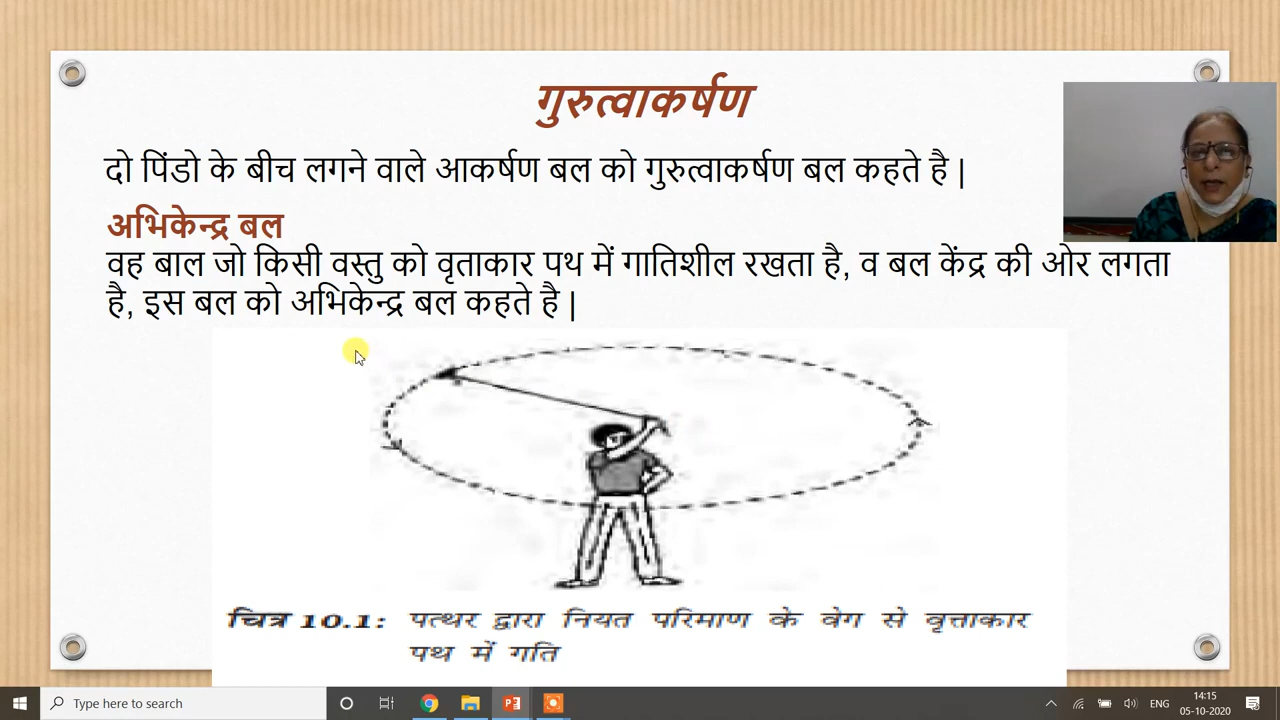 गुरुत्वाकर्षण
दो पिंडो के बीच लगने वाले आकर्षण बल को गुरुत्वाकर्षण बल कहते है |
अभिकेन्द्र बल
वह बाल जो किसी वस्तु को वृताकार पथ में गातिशील रखता है, व बल केंद्र की ओर लगता
है, इस बल को अभिकेन्द्र बल कहते है |
चित्र 10.1: पत्थर द्वारा नियत परिमाण के वेग से वृत्ताकार
पथ में गति
Type here to search
ENG
14:15
05-10-2020